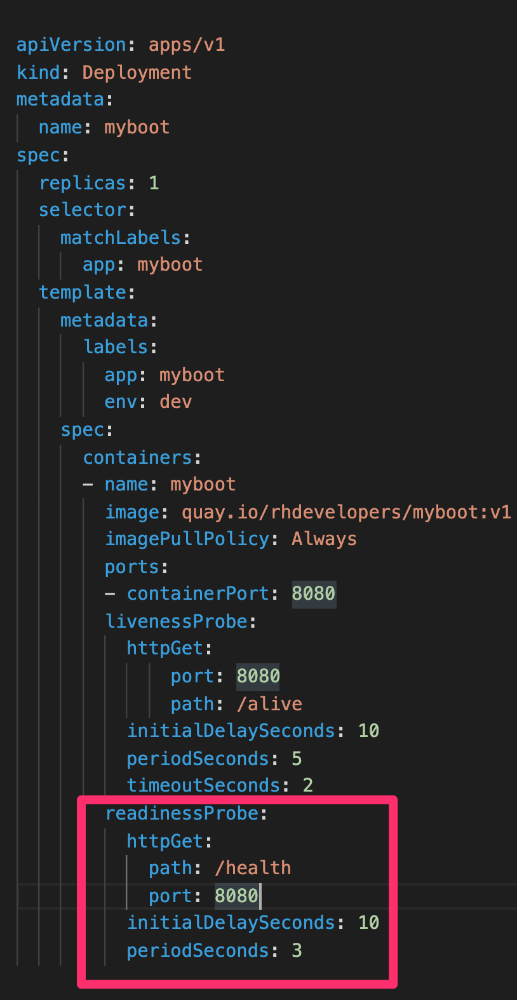 apiVersion: apps/v1
kind: Deployment
metadata:
  name: myboot
spec:
  replicas: 1
  selector:
    matchLabels:
      app: myboot
  template:
    metadata:
      labels:
        app: myboot
        env: dev
    spec:
      containers:
      - name: myboot
        image: quay.io/rhdevelopers/myboot:v1
        imagePullPolicy: Always
        ports:
        - containerPort: 8080
        livenessProbe:
          httpGet:
              port: 8080
              path: /alive
          initialDelaySeconds: 10
          periodSeconds: 5
          timeoutSeconds: 2
        readinessProbe:
          httpGet:
            path: /health
            port: 8080
          initialDelaySeconds: 10
          periodSeconds: 3